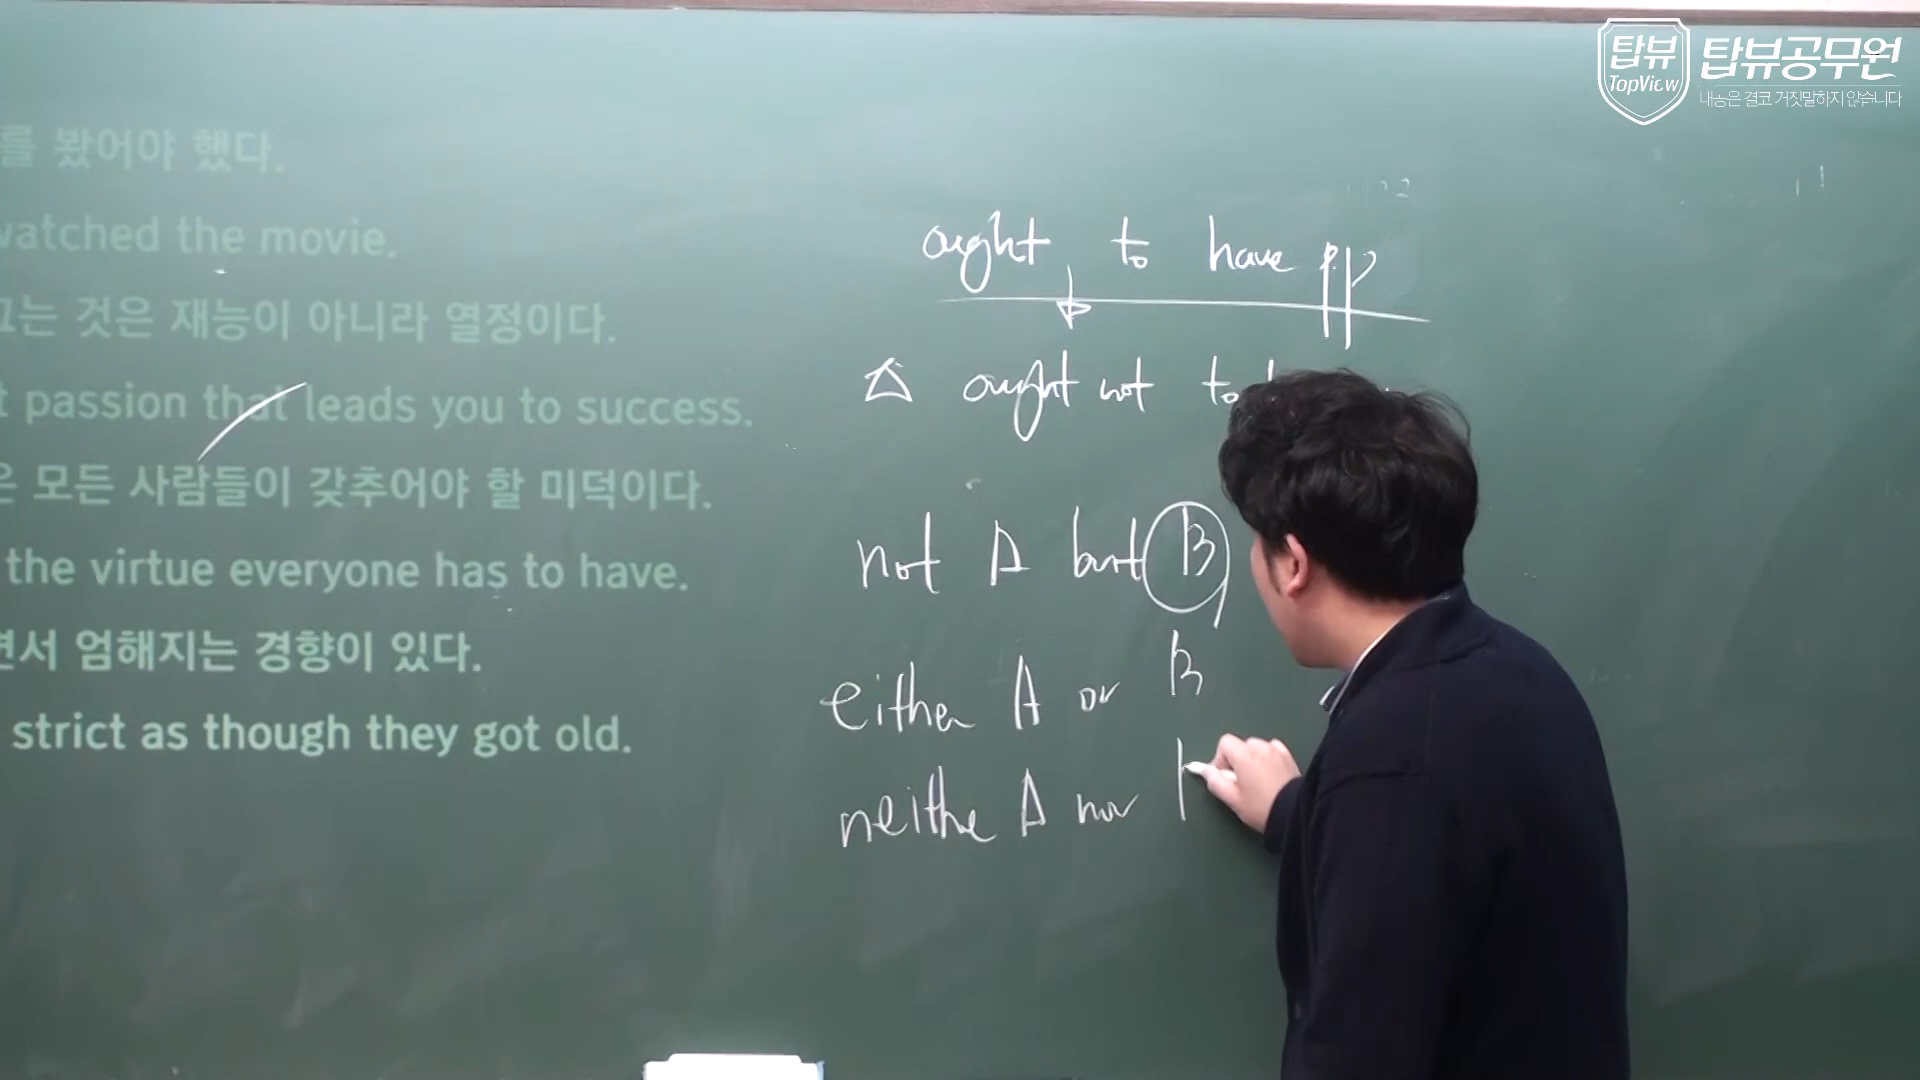 탑뷰 TopView 탑뷰공무원
내공은 결코 거짓말하지 않습니다
를 봤어야 했다.
watched the movie.
그는 것은 재능이 아니라 열정이다.
t passion that leads you to success.
은 모든 사람들이 갖추어야 할 미덕이다.
the virtue everyone has to have.
면서 엄해지는 경향이 있다.
strict as though they got old.
ought to have pp
△ ought not to
not A but B
either A or B
neithe A nor